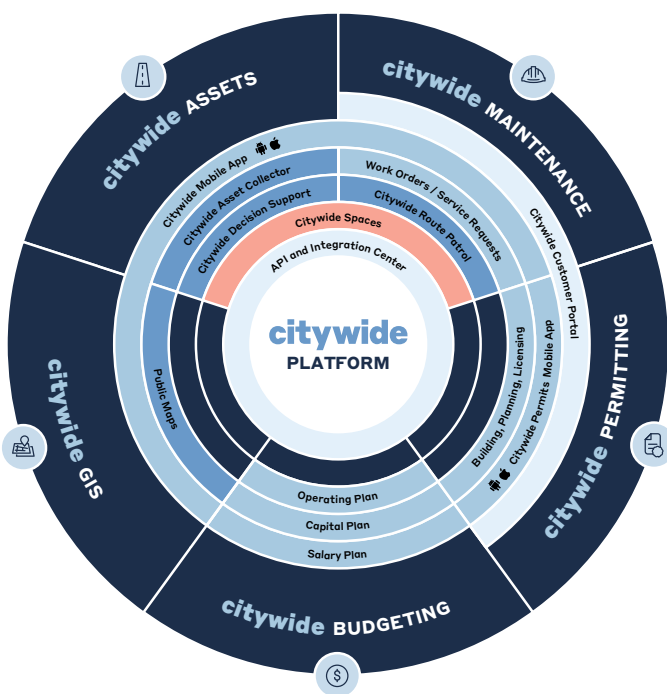 citywide ASSETS
citywide MAINTENANCE
citywide PERMITTING
citywide BUDGETING
citywide GIS
Citywide Mobile App
Citywide Asset Collector
Citywide Decision Support
Work Orders / Service Requests
Citywide Route Patrol
Citywide Customer Portal
Citywide Spaces
API and Integration Center
citywide
PLATFORM
Public Maps
Building, Planning, Licensing
Citywide Permits Mobile App
Operating Plan
Capital Plan
Salary Plan
$